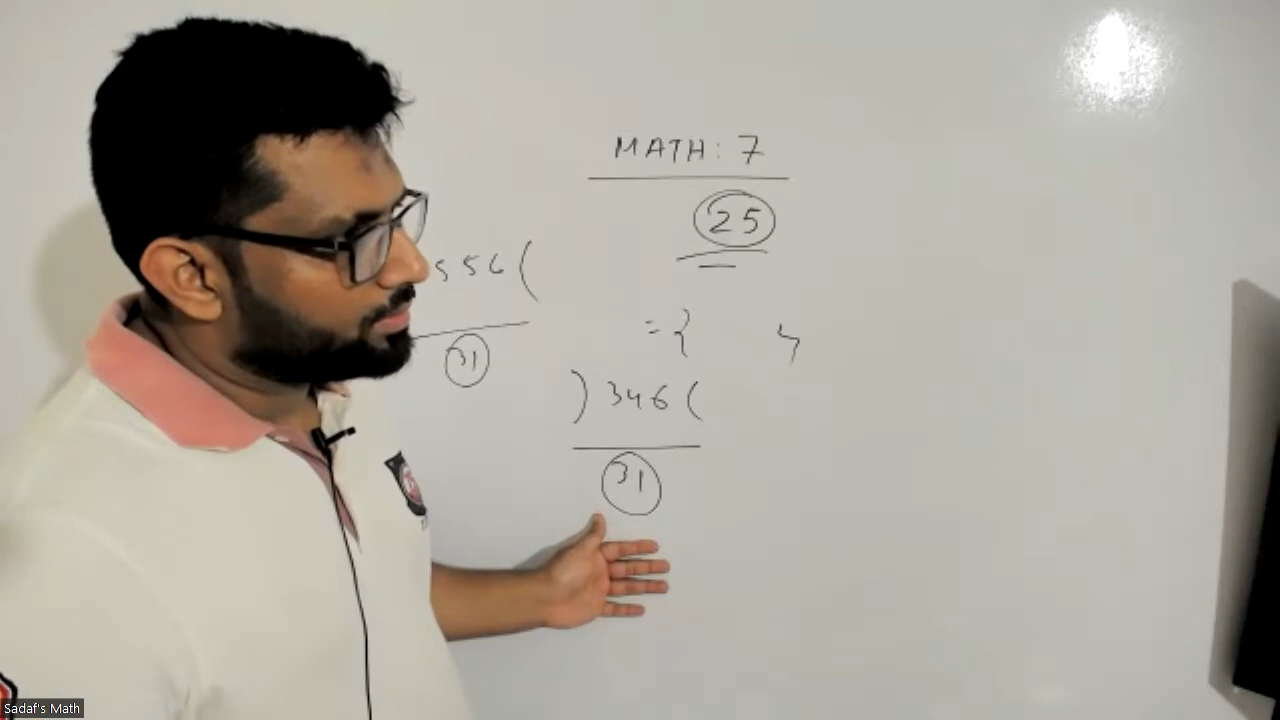 MATH: 7
25
556(
31
= { }
) 346 (
31
Sadaf's Math